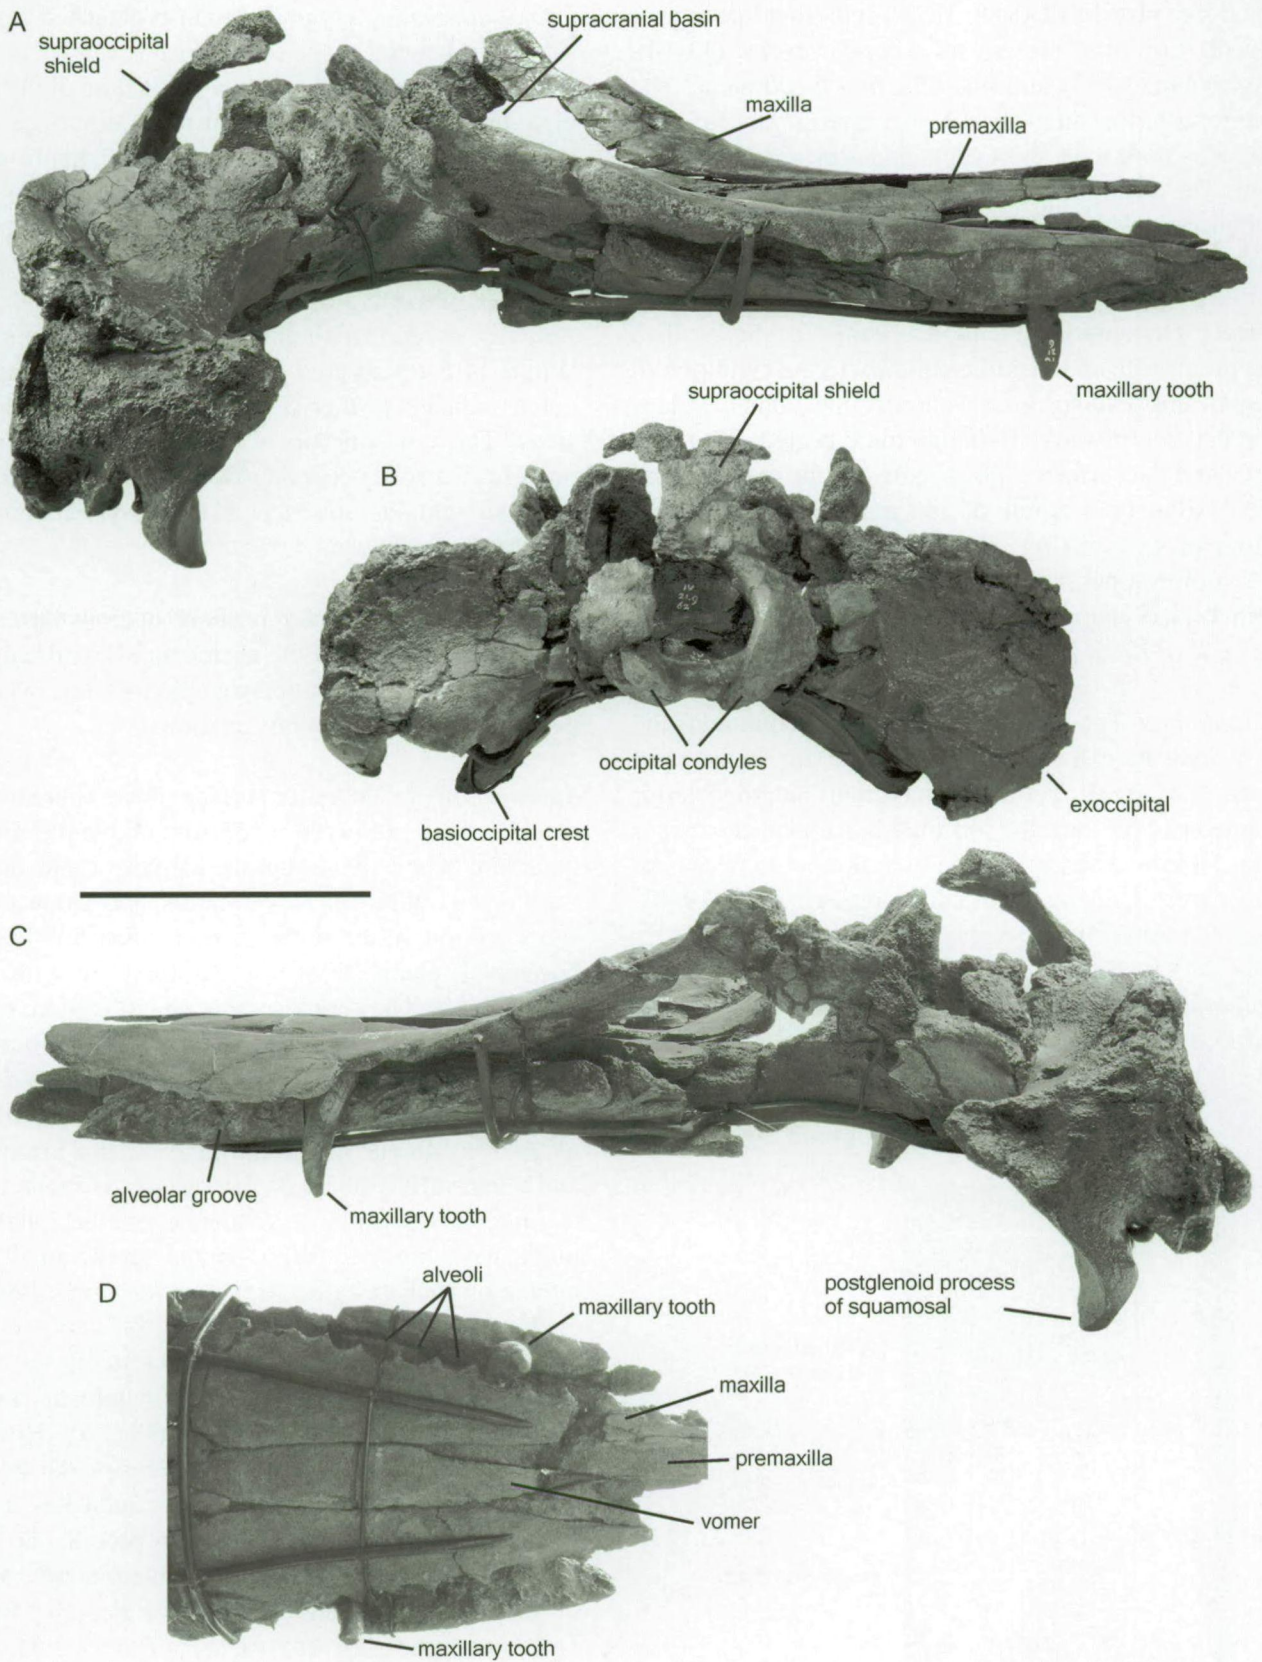 A
supraoccipital
shield
supracranial basin
maxilla
premaxilla
maxillary tooth
supraoccipital shield
B
occipital condyles
exoccipital
basioccipital crest
C
alveolar groove
maxillary tooth
postglenoid process
of squamosal
D
alveoli
maxillary tooth
maxilla
premaxilla
vomer
maxillary tooth